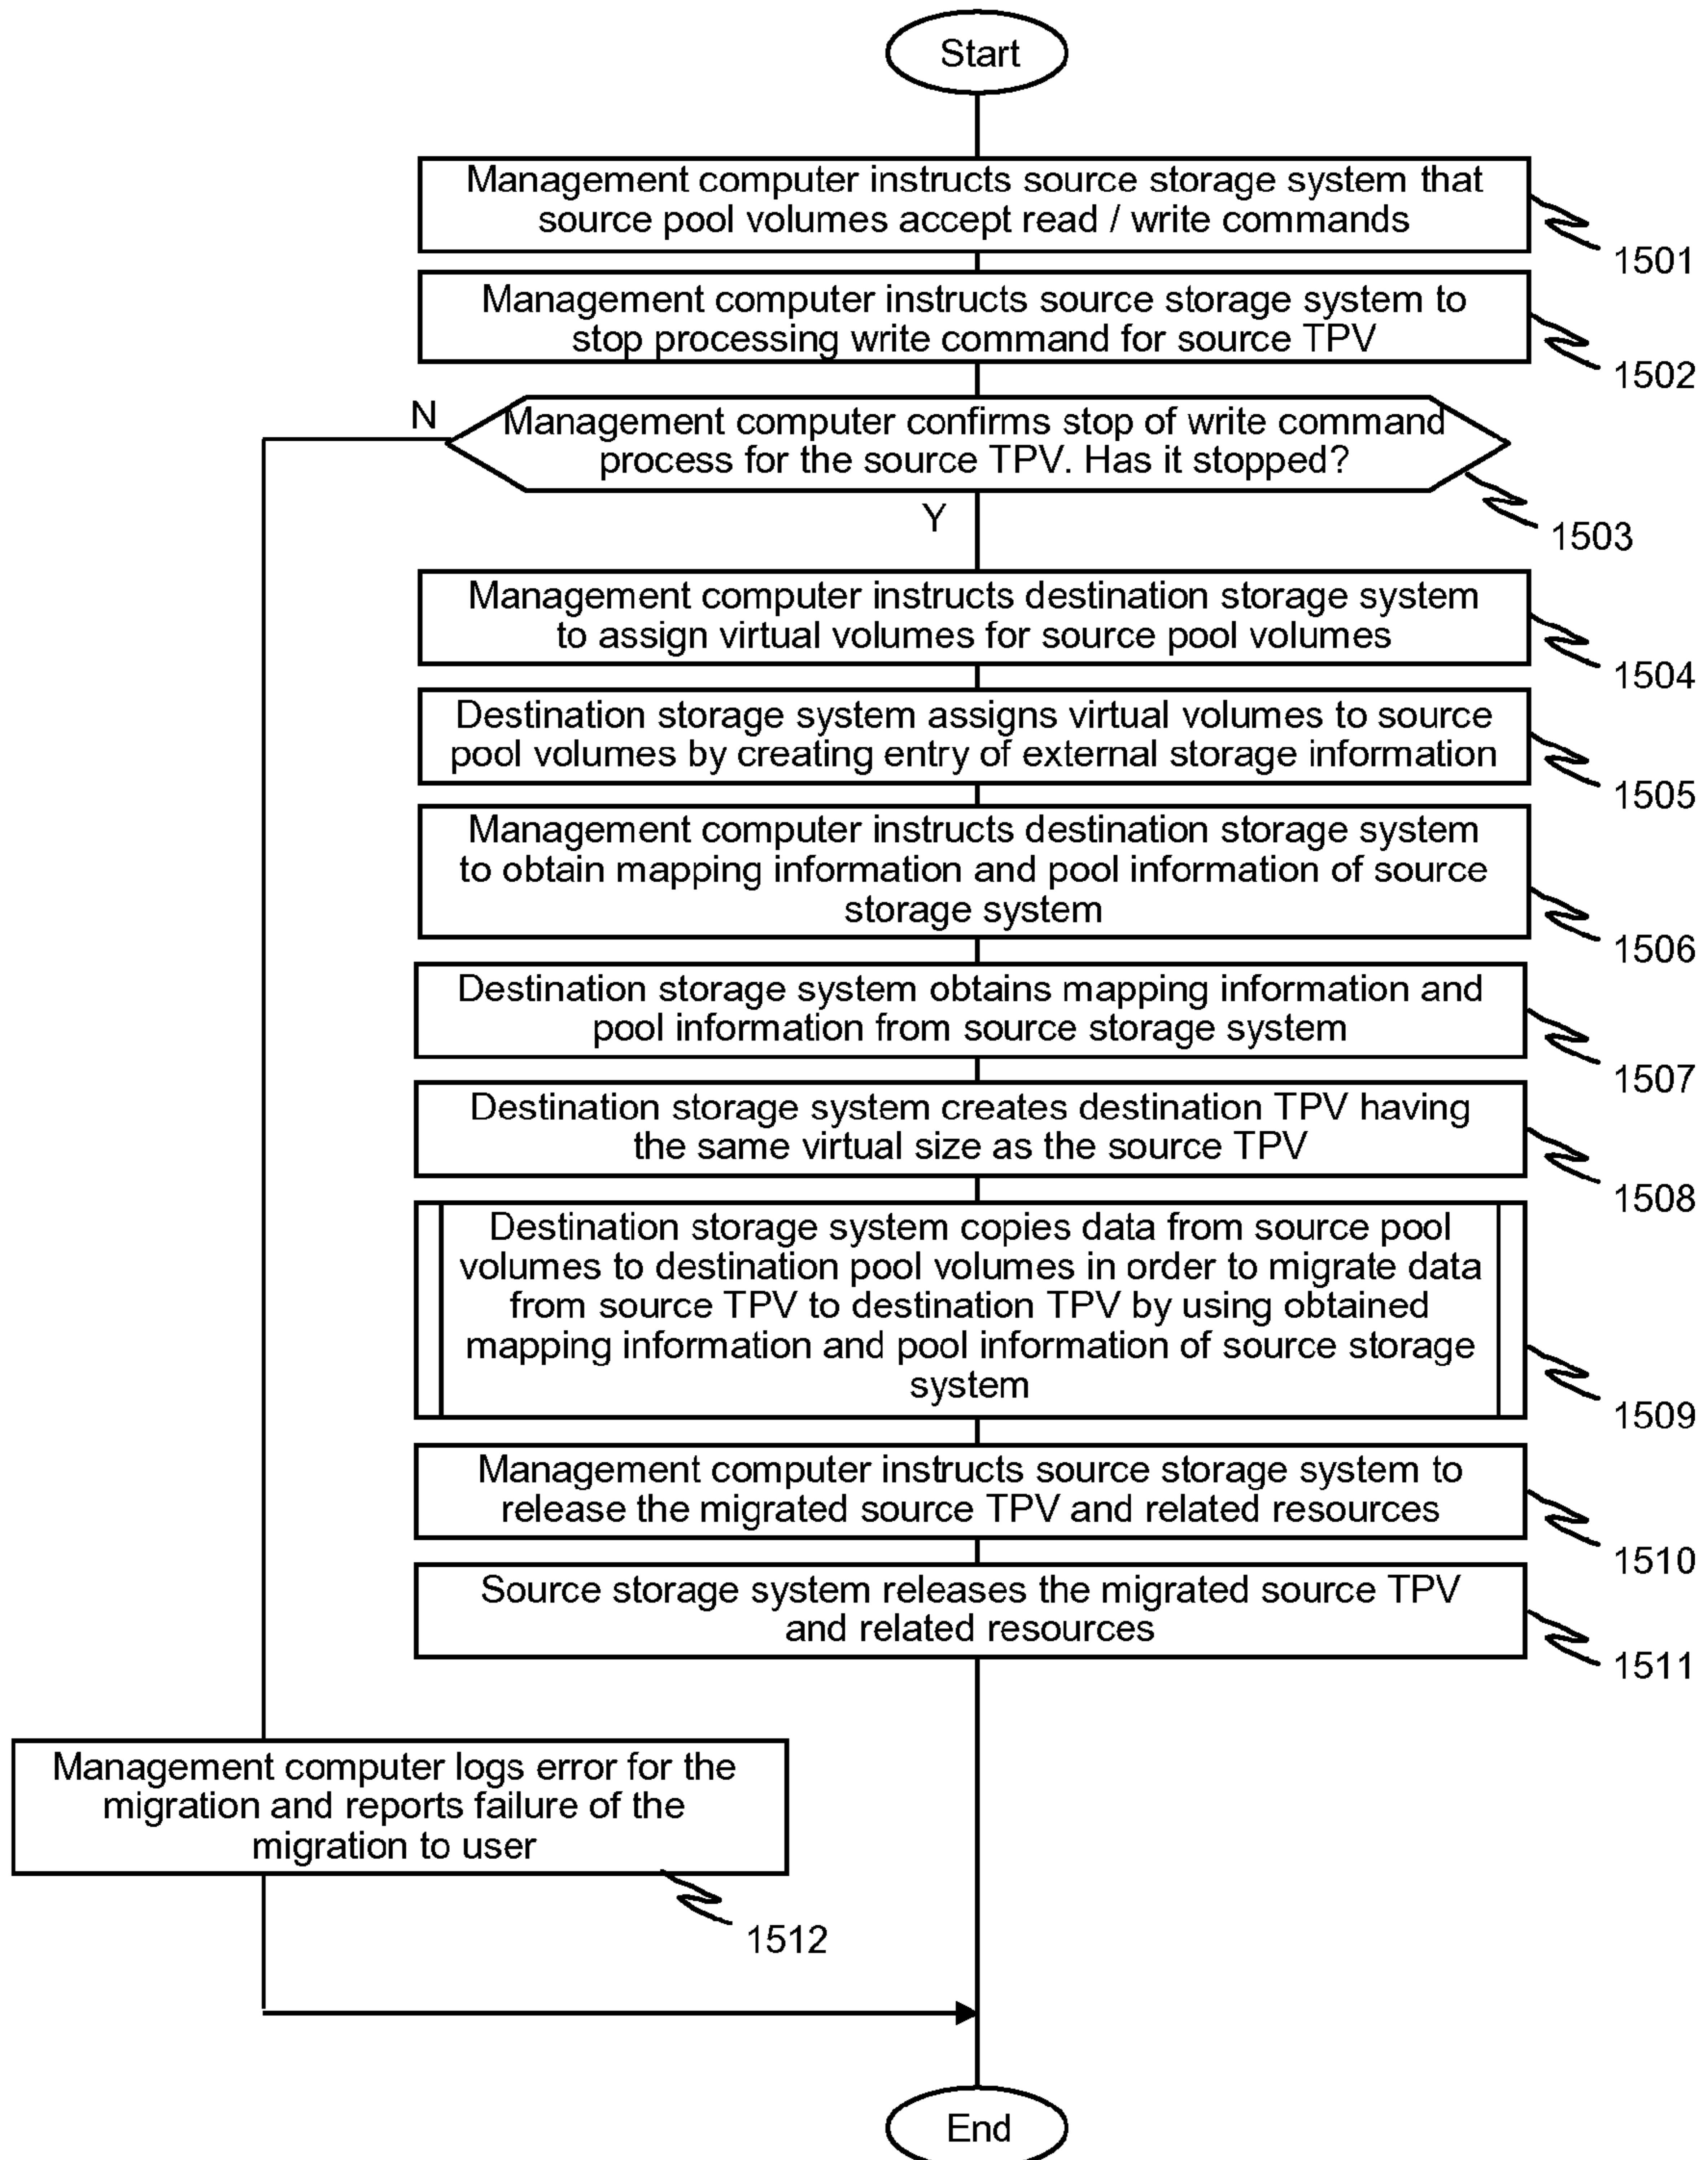 Start
Management computer instructs source storage system that
source pool volumes accept read / write commands
1501
Management computer instructs source storage system to
stop processing write command for source TPV
1502
N
Management computer confirms stop of write command
process for the source TPV. Has it stopped?
Y
1503
Management computer instructs destination storage system
to assign virtual volumes for source pool volumes
1504
Destination storage system assigns virtual volumes to source
pool volumes by creating entry of external storage information
1505
Management computer instructs destination storage system
to obtain mapping information and pool information of source
storage system
1506
Destination storage system obtains mapping information and
pool information from source storage system
1507
Destination storage system creates destination TPV having
the same virtual size as the source TPV
1508
Destination storage system copies data from source pool
volumes to destination pool volumes in order to migrate data
from source TPV to destination TPV by using obtained
mapping information and pool information of source storage
system
1509
Management computer instructs source storage system to
release the migrated source TPV and related resources
1510
Source storage system releases the migrated source TPV
and related resources
1511
Management computer logs error for the
migration and reports failure of the
migration to user
1512
End